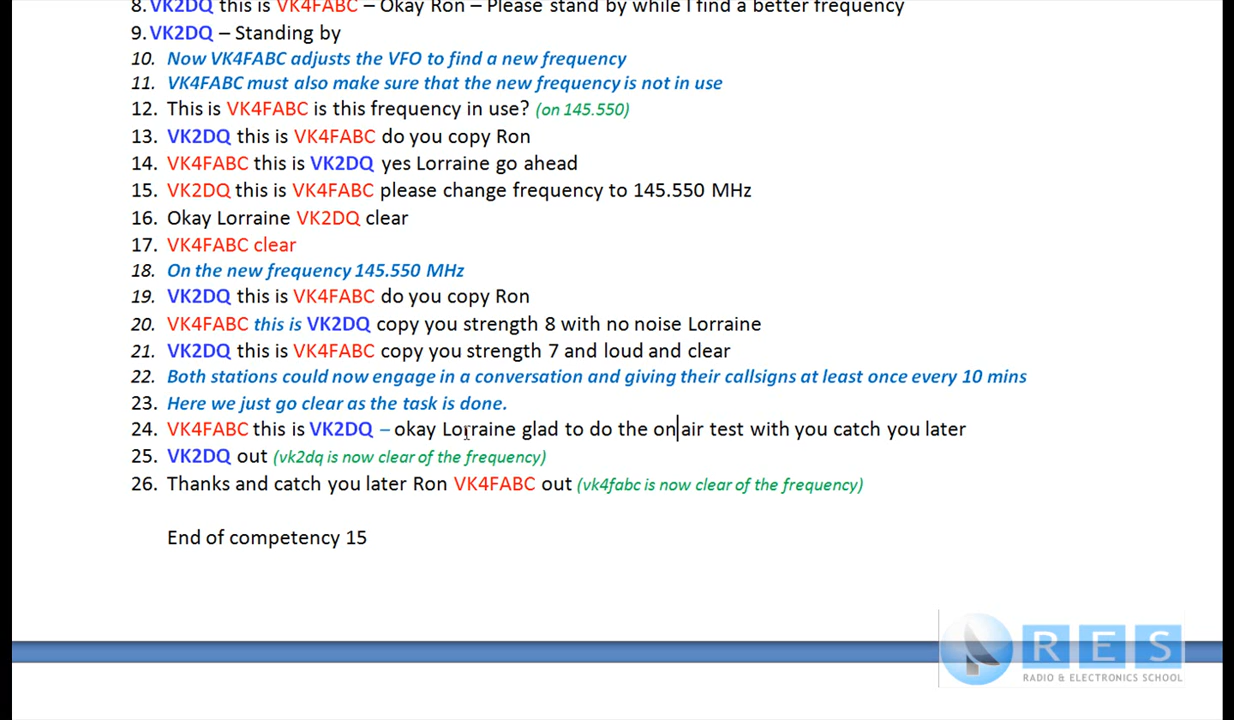 8. VK2DQ this is VK4FABC – Okay Ron – Please stand by while I find a better frequency
9. VK2DQ – Standing by
10. Now VK4FABC adjusts the VFO to find a new frequency
11. VK4FABC must also make sure that the new frequency is not in use
12. This is VK4FABC is this frequency in use? (on 145.550)
13. VK2DQ this is VK4FABC do you copy Ron
14. VK4FABC this is VK2DQ yes Lorraine go ahead
15. VK2DQ this is VK4FABC please change frequency to 145.550 MHz
16. Okay Lorraine VK2DQ clear
17. VK4FABC clear
18. On the new frequency 145.550 MHz
19. VK2DQ this is VK4FABC do you copy Ron
20. VK4FABC this is VK2DQ copy you strength 8 with no noise Lorraine
21. VK2DQ this is VK4FABC copy you strength 7 and loud and clear
22. Both stations could now engage in a conversation and giving their callsigns at least once every 10 mins
23. Here we just go clear as the task is done.
24. VK4FABC this is VK2DQ – okay Lorraine glad to do the on air test with you catch you later
25. VK2DQ out (vk2dq is now clear of the frequency)
26. Thanks and catch you later Ron VK4FABC out (vk4fabc is now clear of the frequency)
End of competency 15
RES
RADIO & ELECTRONICS SCHOOL